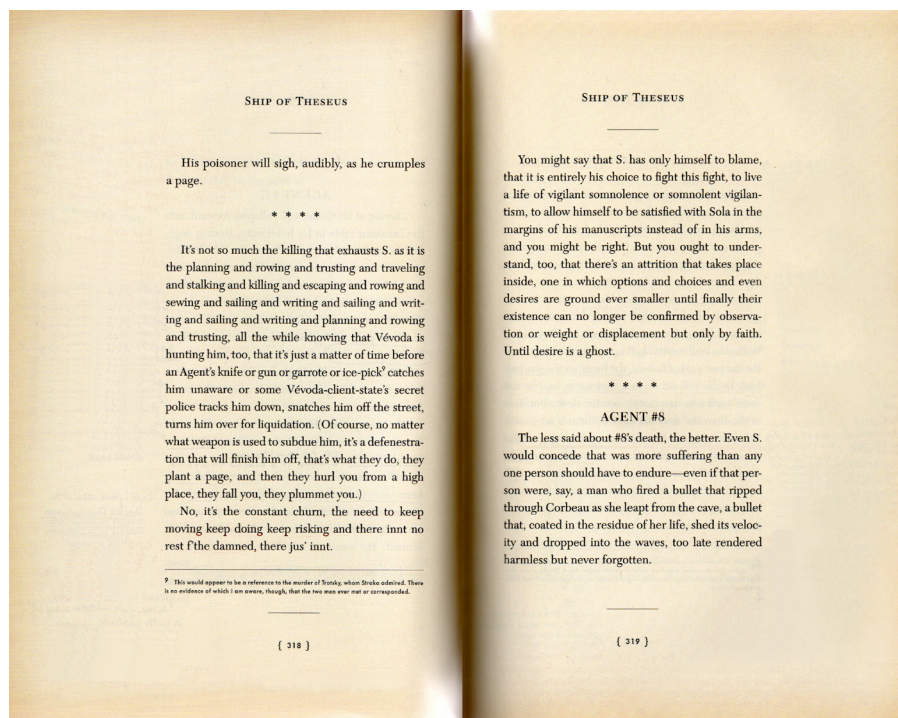 SHIP OF THESEUS
His poisoner will sigh, audibly, as he crumples
a page.
* * * *
It's not so much the killing that exhausts S. as it is
the planning and rowing and trusting and traveling
and stalking and killing and escaping and rowing and
sewing and sailing and writing and sailing and writ-
ing and sailing and writing and planning and rowing
and trusting, all the while knowing that Vévoda is
hunting him, too, that it's just a matter of time before
an Agent's knife or gun or garrote or ice-pick⁹ catches
him unaware or some Vévoda-client-state's secret
police tracks him down, snatches him off the street,
turns him over for liquidation. (Of course, no matter
what weapon is used to subdue him, it's a defenestra-
tion that will finish him off, that's what they do, they
plant a page, and then they hurl you from a high
place, they fall you, they plummet you.)
No, it's the constant churn, the need to keep
moving keep doing keep risking and there innt no
rest f'the damned, there jus' innt.
9 This would appear to be a reference to the murder of Trotsky, whom Straka admired. There
is no evidence of which I am aware, though, that the two men ever met or corresponded.
{ 318 }
SHIP OF THESEUS
You might say that S. has only himself to blame,
that it is entirely his choice to fight this fight, to live
a life of vigilant somnolence or somnolent vigilan-
tism, to allow himself to be satisfied with Sola in the
margins of his manuscripts instead of in his arms,
and you might be right. But you ought to under-
stand, too, that there's an attrition that takes place
inside, one in which options and choices and even
desires are ground ever smaller until finally their
existence can no longer be confirmed by observa-
tion or weight or displacement but only by faith.
Until desire is a ghost.
* * * *
AGENT #8
The less said about #8's death, the better. Even S.
would concede that was more suffering than any
one person should have to endure—even if that per-
son were, say, a man who fired a bullet that ripped
through Corbeau as she leapt from the cave, a bullet
that, coated in the residue of her life, shed its veloc-
ity and dropped into the waves, too late rendered
harmless but never forgotten.
{ 319 }